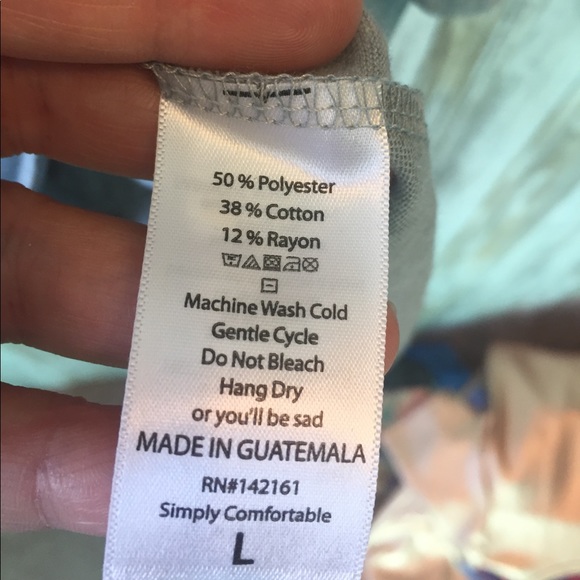 50 % Polyester
38 % Cotton
12 % Rayon
Machine Wash Cold
Gentle Cycle
Do Not Bleach
Hang Dry
or you'll be sad
MADE IN GUATEMALA
RN#142161
Simply Comfortable
L